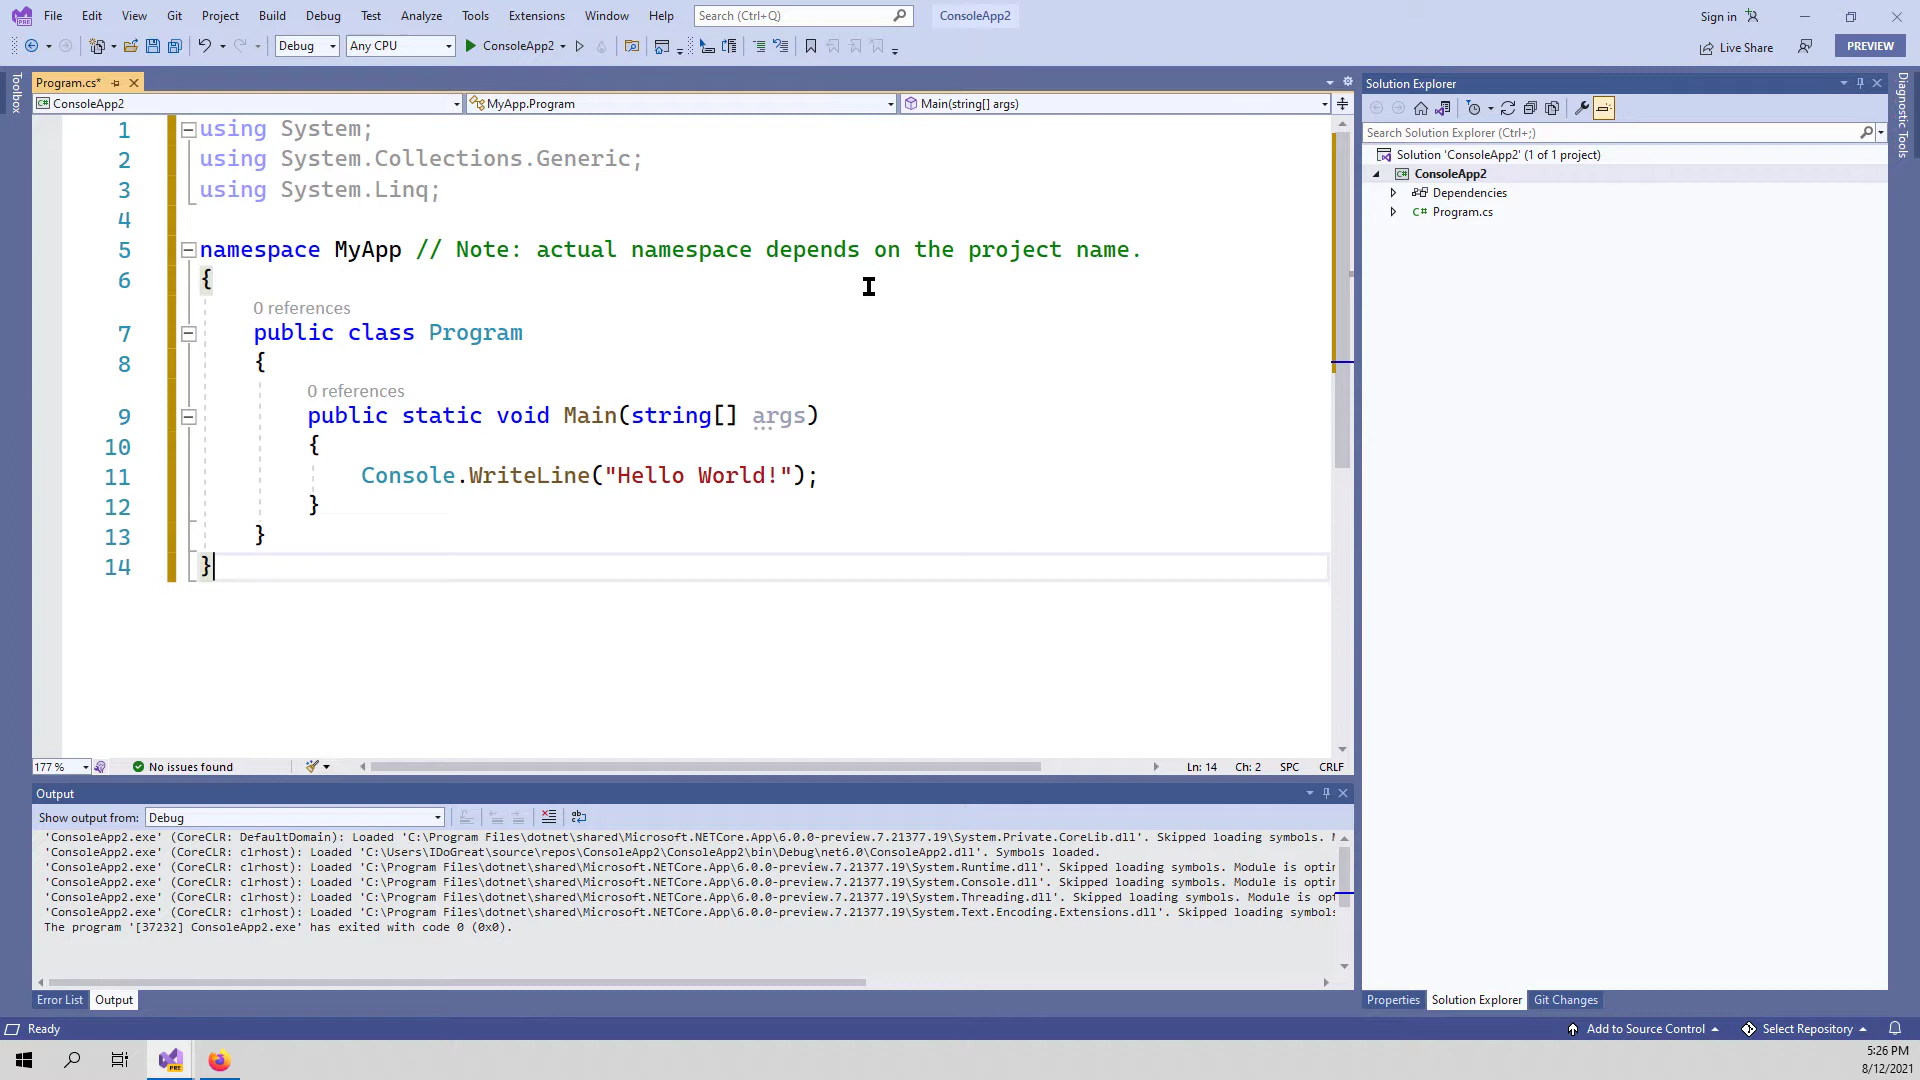 File Edit View Git Project Build Debug Test Analyze Tools Extensions Window Help Search (Ctrl+Q) ConsoleApp2 Sign in
Debug Any CPU ConsoleApp2 Live Share PREVIEW
Toolbox
Program.cs*
ConsoleApp2 MyApp.Program Main(string[] args)
1 using System;
2 using System.Collections.Generic;
3 using System.Linq;
4
5 namespace MyApp // Note: actual namespace depends on the project name.
6 {
0 references
7 public class Program
8 {
0 references
9 public static void Main(string[] args)
10 {
11 Console.WriteLine("Hello World!");
12 }
13 }
14 }
177 % No issues found Ln: 14 Ch: 2 SPC CRLF
Output
Show output from: Debug
'ConsoleApp2.exe' (CoreCLR: DefaultDomain): Loaded 'C:\Program Files\dotnet\shared\Microsoft.NETCore.App\6.0.0-preview.7.21377.19\System.Private.CoreLib.dll'. Skipped loading symbols.
'ConsoleApp2.exe' (CoreCLR: clrhost): Loaded 'C:\Users\IDoGreat\source\repos\ConsoleApp2\ConsoleApp2\bin\Debug\net6.0\ConsoleApp2.dll'. Symbols loaded.
'ConsoleApp2.exe' (CoreCLR: clrhost): Loaded 'C:\Program Files\dotnet\shared\Microsoft.NETCore.App\6.0.0-preview.7.21377.19\System.Runtime.dll'. Skipped loading symbols. Module is optin
'ConsoleApp2.exe' (CoreCLR: clrhost): Loaded 'C:\Program Files\dotnet\shared\Microsoft.NETCore.App\6.0.0-preview.7.21377.19\System.Console.dll'. Skipped loading symbols. Module is optin
'ConsoleApp2.exe' (CoreCLR: clrhost): Loaded 'C:\Program Files\dotnet\shared\Microsoft.NETCore.App\6.0.0-preview.7.21377.19\System.Threading.dll'. Skipped loading symbols. Module is opt
'ConsoleApp2.exe' (CoreCLR: clrhost): Loaded 'C:\Program Files\dotnet\shared\Microsoft.NETCore.App\6.0.0-preview.7.21377.19\System.Text.Encoding.Extensions.dll'. Skipped loading symbols
The program '[37232] ConsoleApp2.exe' has exited with code 0 (0x0).
Error List Output
Solution Explorer
Search Solution Explorer (Ctrl+;)
Solution 'ConsoleApp2' (1 of 1 project)
C# ConsoleApp2
Dependencies
C# Program.cs
Diagnostic Tools
Properties Solution Explorer Git Changes
Ready Add to Source Control Select Repository
PRE
5:26 PM
8/12/2021